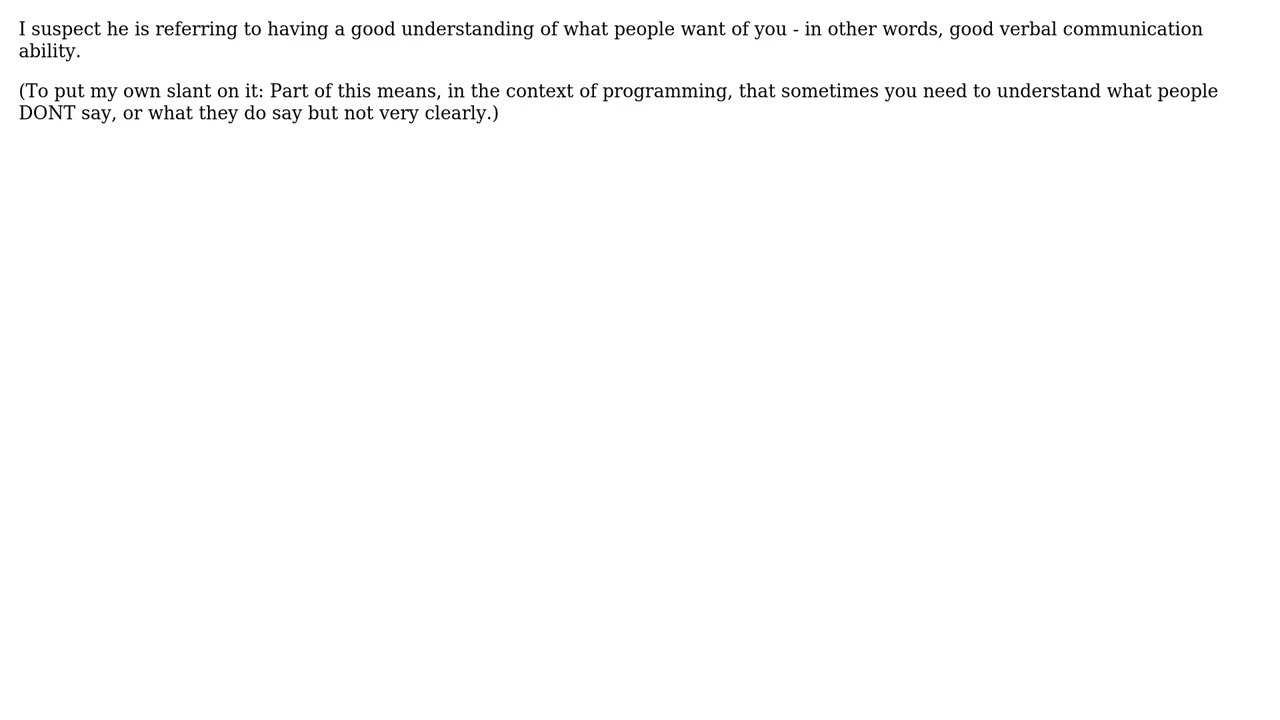 I suspect he is referring to having a good understanding of what people want of you - in other words, good verbal communication
ability.
(To put my own slant on it: Part of this means, in the context of programming, that sometimes you need to understand what people
DONT say, or what they do say but not very clearly.)